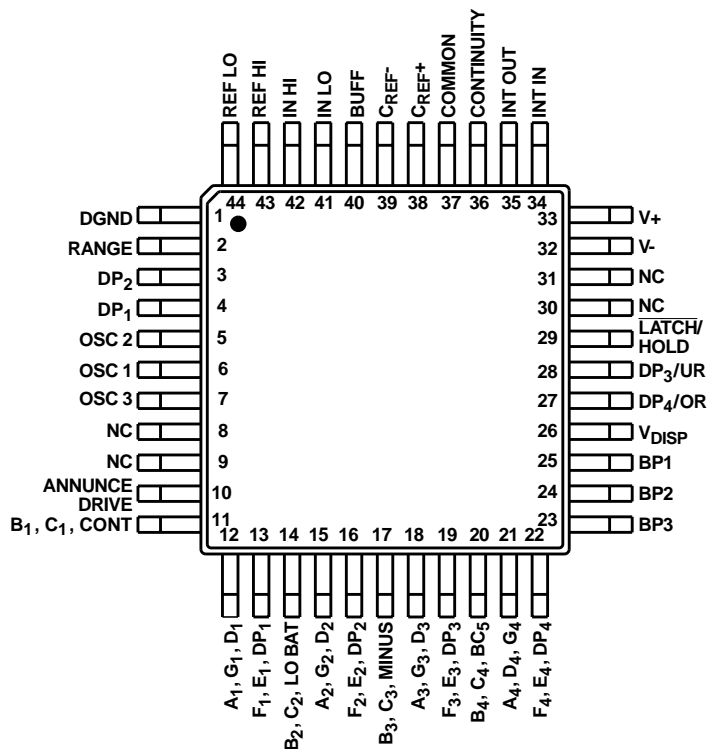 REF LO
REF HI
IN HI
IN LO
BUFF
CREF-
CREF+
COMMON
CONTINUITY
INT OUT
INT IN
44 43 42 41 40 39 38 37 36 35 34
DGND 1
RANGE 2
DP2 3
DP1 4
OSC 2 5
OSC 1 6
OSC 3 7
NC 8
NC 9
ANNUNCE
DRIVE 10
B1, C1, CONT 11
33 V+
32 V-
31 NC
30 NC
29 LATCH/
HOLD
28 DP3/UR
27 DP4/OR
26 VDISP
25 BP1
24 BP2
23 BP3
12 13 14 15 16 17 18 19 20 21 22
A1, G1, D1
F1, E1, DP1
B2, C2, LO BAT
A2, G2, D2
F2, E2, DP2
B3, C3, MINUS
A3, G3, D3
F3, E3, DP3
B4, C4, BC5
A4, D4, G4
F4, E4, DP4